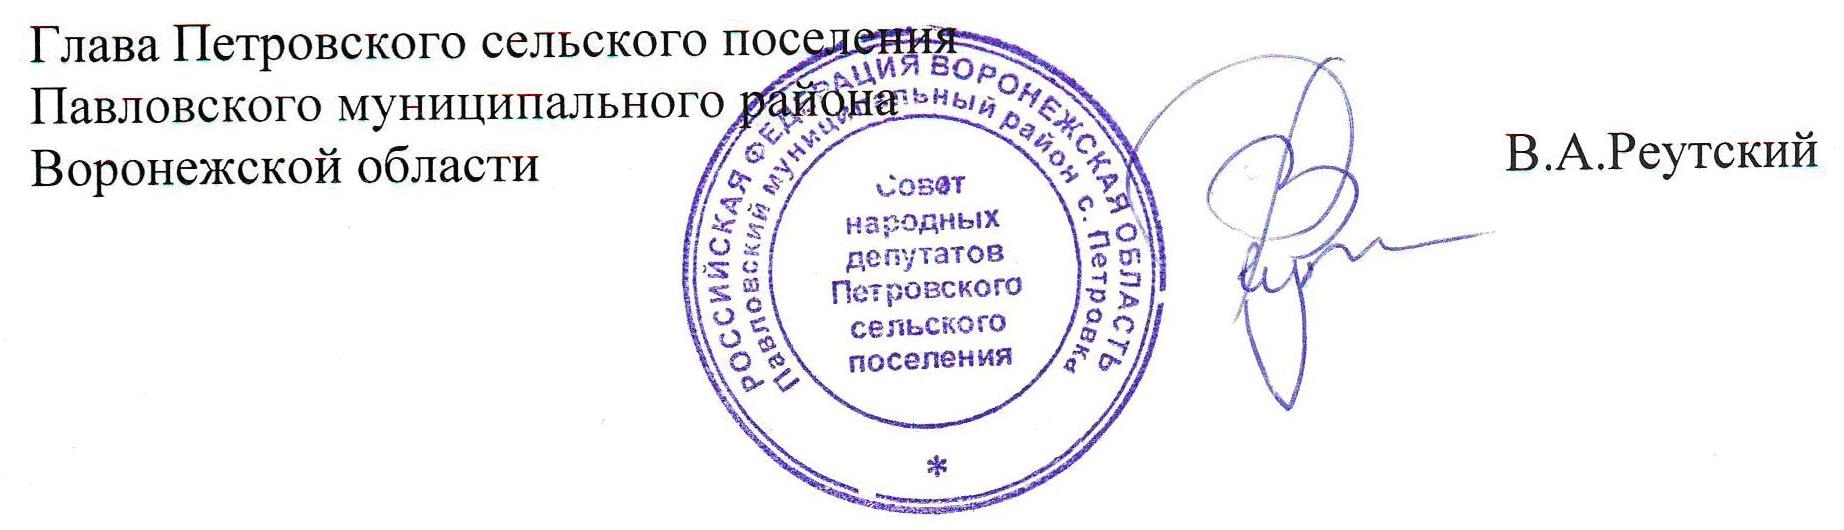 Глава Петровского сельского поселения
Павловского муниципального района
Воронежской области
В.А.Реутский
РОССИЙСКАЯ ФЕДЕРАЦИЯ ВОРОНЕЖСКАЯ ОБЛАСТЬ
Павловский муниципальный район с. Петровка
Совет
народных
депутатов
Петровского
сельского
поселения
*